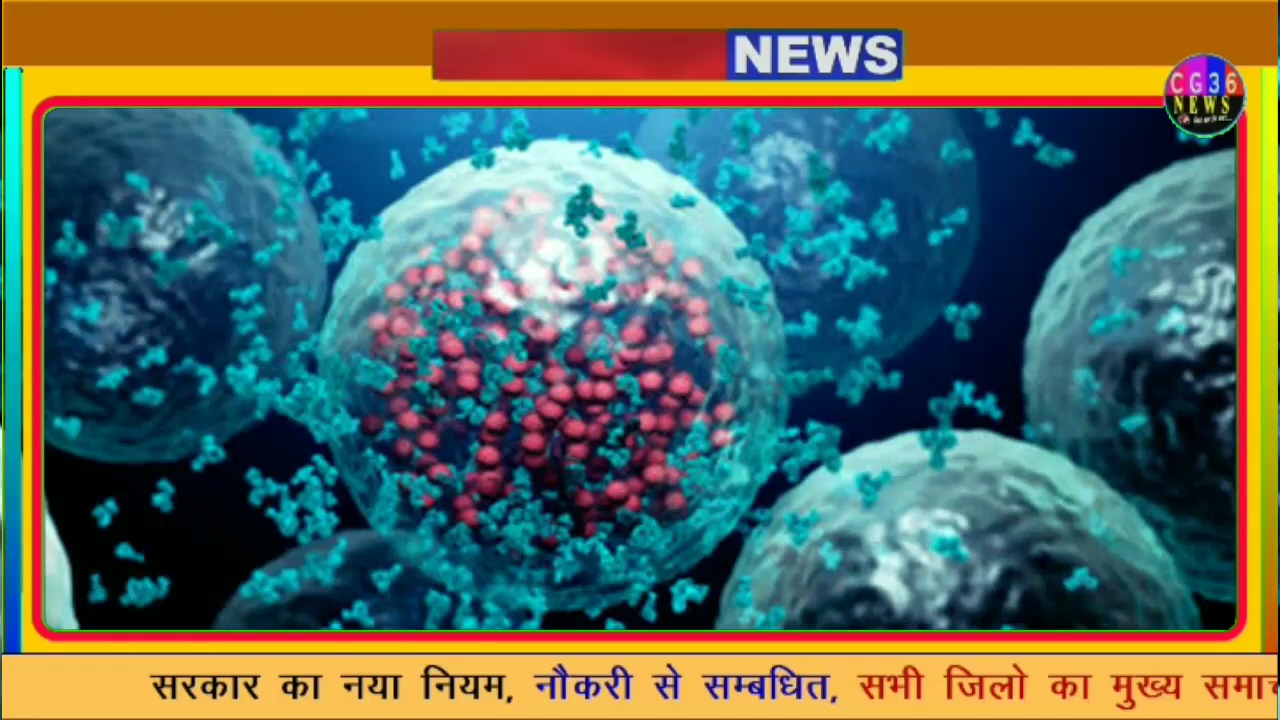 NEWS
CG36
NEWS
सरकार का नया नियम, नौकरी से सम्बधित, सभी जिलो का मुख्य